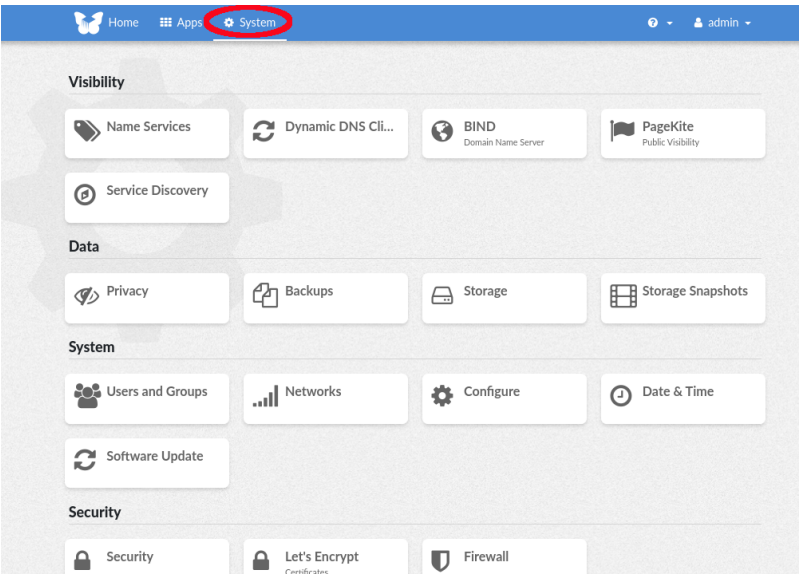 Home Apps System admin
Visibility
Name Services
Dynamic DNS Cli...
BIND
Domain Name Server
PageKite
Public Visibility
Service Discovery
Data
Privacy
Backups
Storage
Storage Snapshots
System
Users and Groups
Networks
Configure
Date & Time
Software Update
Security
Security
Let's Encrypt
Certificates
Firewall